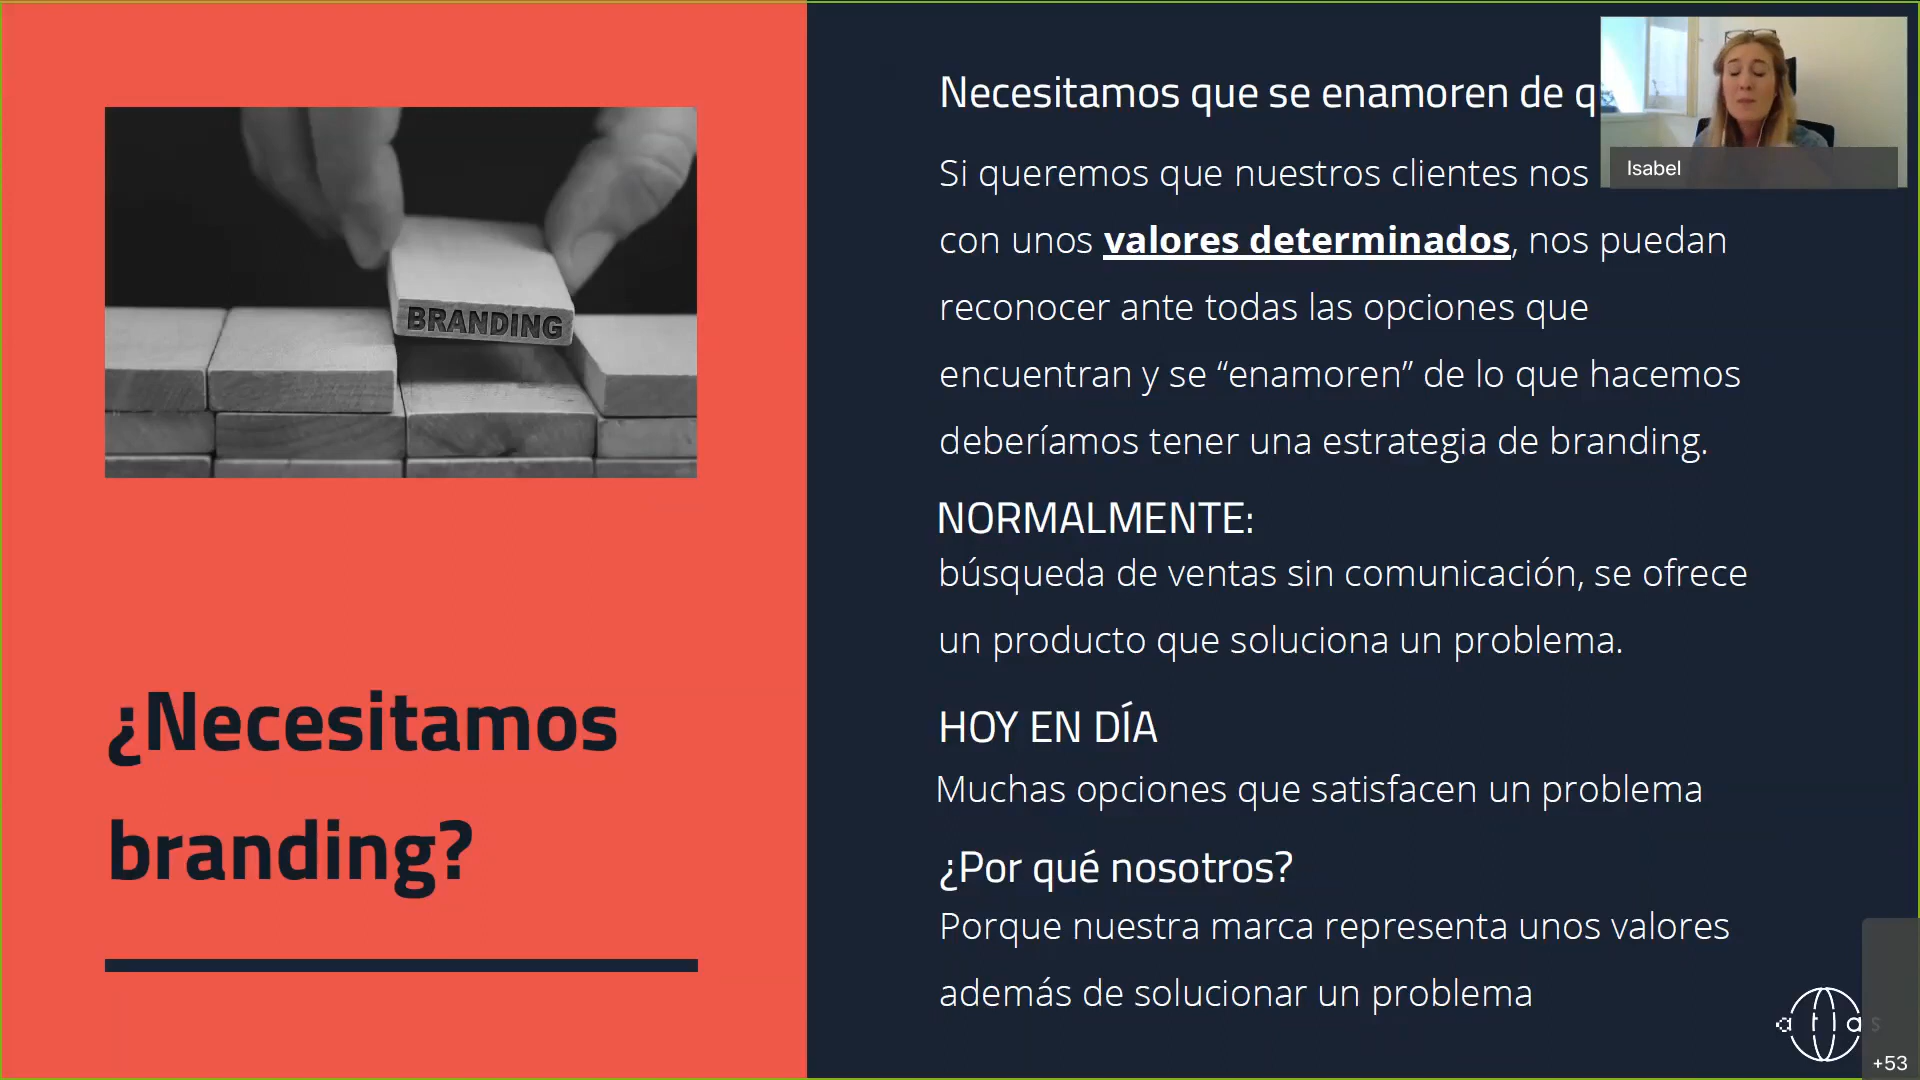 BRANDING
¿Necesitamos
branding?
Necesitamos que se enamoren de
Si queremos que nuestros clientes nos
con unos valores determinados, nos puedan
reconocer ante todas las opciones que
encuentran y se “enamoren” de lo que hacemos
deberíamos tener una estrategia de branding.
NORMALMENTE:
búsqueda de ventas sin comunicación, se ofrece
un producto que soluciona un problema.
HOY EN DÍA
Muchas opciones que satisfacen un problema
¿Por qué nosotros?
Porque nuestra marca representa unos valores
además de solucionar un problema
Isabel
atlas
+53